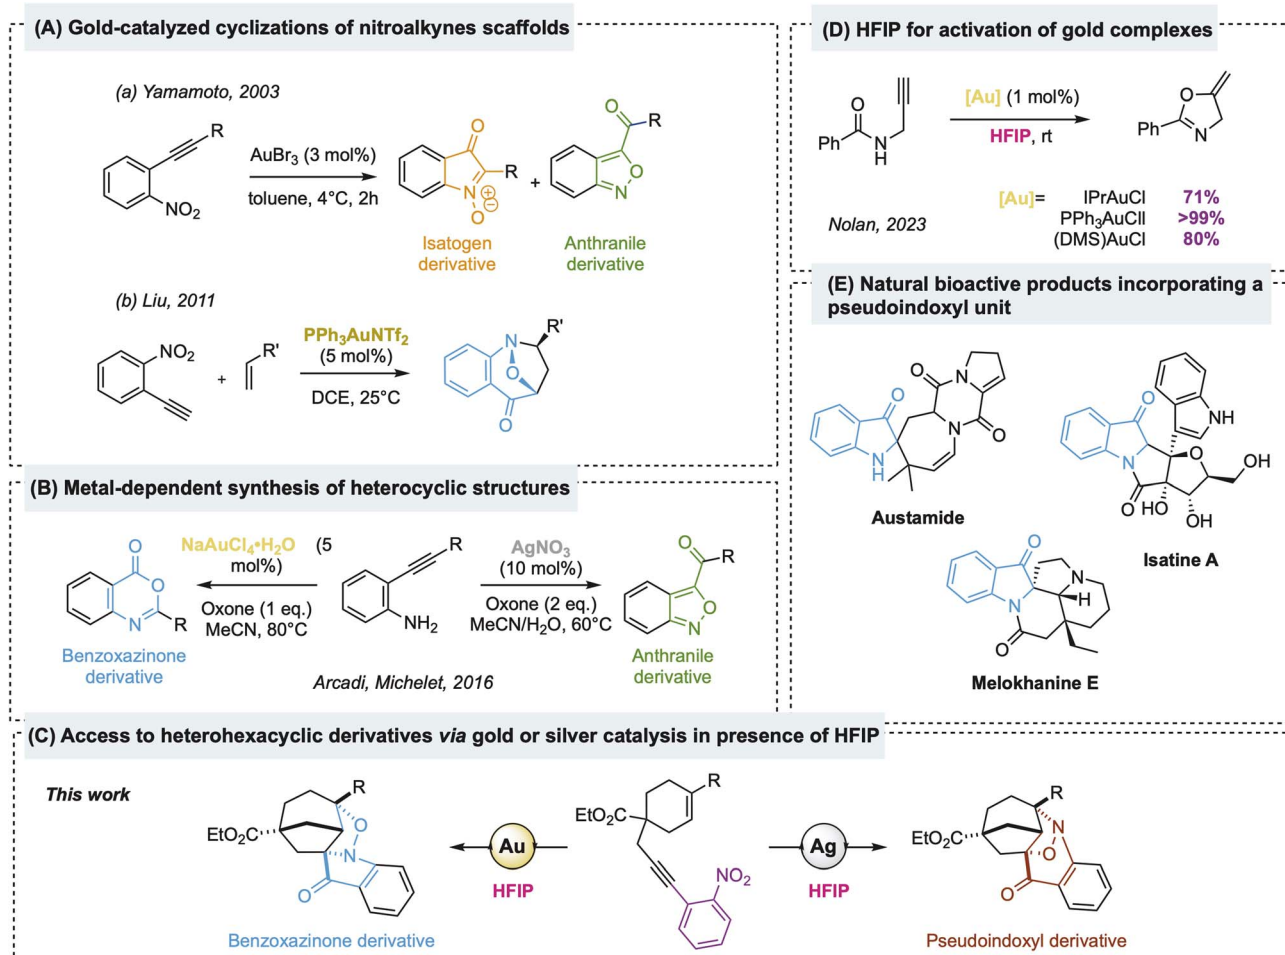 (A) Gold-catalyzed cyclizations of nitroalkynes scaffolds
(a) Yamamoto, 2003
R
NO2
AuBr3 (3 mol%)
toluene, 4°C, 2h
O
R
N
⊕
⊖
O
+
O
R
O
N
Isatogen
derivative
Anthranile
derivative
(b) Liu, 2011
NO2
+
R'
PPh3AuNTf2
(5 mol%)
DCE, 25°C
N
R'
O
O
(B) Metal-dependent synthesis of heterocyclic structures
O
O
N
R
Benzoxazinone
derivative
NaAuCl4•H2O (5
mol%)
Oxone (1 eq.)
MeCN, 80°C
R
NH2
AgNO3
(10 mol%)
Oxone (2 eq.)
MeCN/H2O, 60°C
O
R
O
N
Anthranile
derivative
Arcadi, Michelet, 2016
(C) Access to heterohexacyclic derivatives via gold or silver catalysis in presence of HFIP
This work
R
EtO2C
O
N
O
Benzoxazinone derivative
Au
HFIP
R
EtO2C
NO2
Ag
HFIP
R
EtO2C
N
O
O
Pseudoindoxyl derivative
(D) HFIP for activation of gold complexes
O
Ph
N
H
[Au] (1 mol%)
HFIP, rt
O
Ph
N
[Au]= IPrAuCl 71%
PPh3AuCll >99%
(DMS)AuCl 80%
Nolan, 2023
(E) Natural bioactive products incorporating a
pseudoindoxyl unit
O
N
O
N
O
NH
Austamide
O
NH
N
O
OH
O
HO
OH
Isatine A
O
N
H
N
O
Melokhanine E